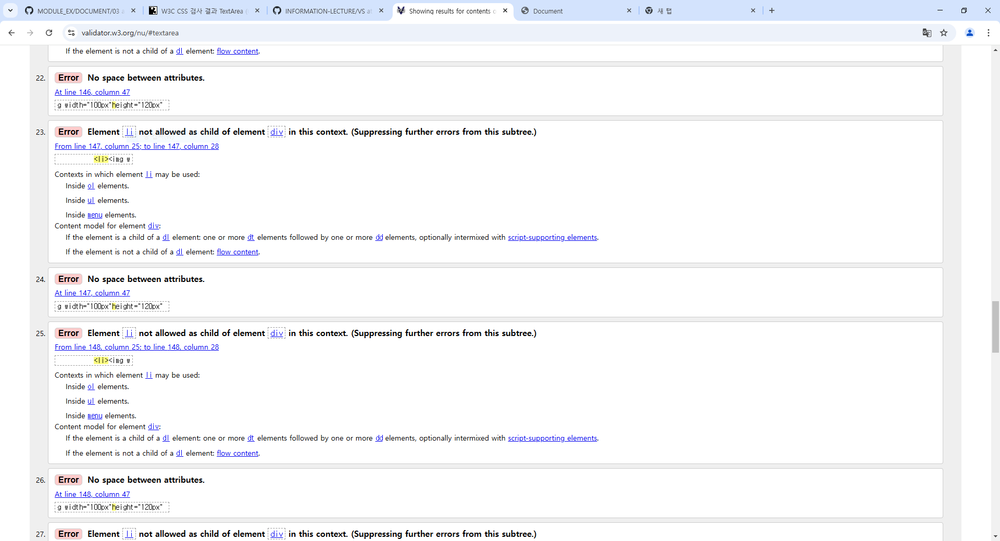 MODULE_EX/DOCUMENT/03 a
W3C CSS 검사 결과 TextArea (
INFORMATION-LECTURE/VS at
Showing results for contents o
Document
새 탭
validator.w3.org/nu/#textarea
If the element is not a child of a dl element: flow content.
22. Error No space between attributes.
At line 146, column 47
g width="100px"height="120px"
23. Error Element li not allowed as child of element div in this context. (Suppressing further errors from this subtree.)
From line 147, column 25; to line 147, column 28
<li><img w
Contexts in which element li may be used:
Inside ol elements.
Inside ul elements.
Inside menu elements.
Content model for element div:
If the element is a child of a dl element: one or more dt elements followed by one or more dd elements, optionally intermixed with script-supporting elements.
If the element is not a child of a dl element: flow content.
24. Error No space between attributes.
At line 147, column 47
g width="100px"height="120px"
25. Error Element li not allowed as child of element div in this context. (Suppressing further errors from this subtree.)
From line 148, column 25; to line 148, column 28
<li><img w
Contexts in which element li may be used:
Inside ol elements.
Inside ul elements.
Inside menu elements.
Content model for element div:
If the element is a child of a dl element: one or more dt elements followed by one or more dd elements, optionally intermixed with script-supporting elements.
If the element is not a child of a dl element: flow content.
26. Error No space between attributes.
At line 148, column 47
g width="100px"height="120px"
27. Error Element li not allowed as child of element div in this context. (Suppressing further errors from this subtree.)